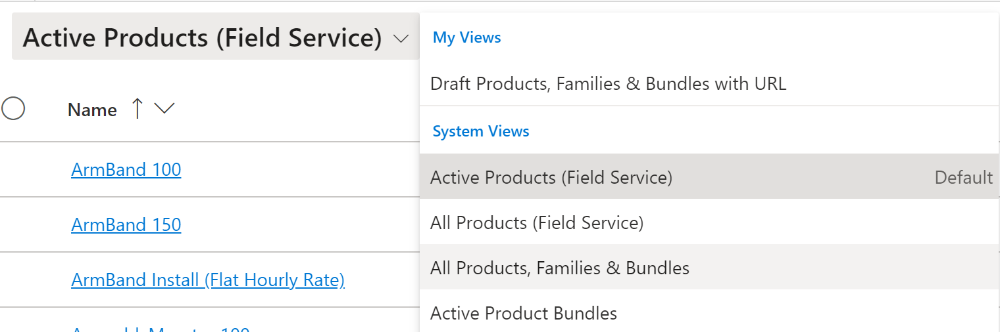 Active Products (Field Service)
Name
ArmBand 100
ArmBand 150
ArmBand Install (Flat Hourly Rate)
My Views
Draft Products, Families & Bundles with URL
System Views
Active Products (Field Service) Default
All Products (Field Service)
All Products, Families & Bundles
Active Product Bundles